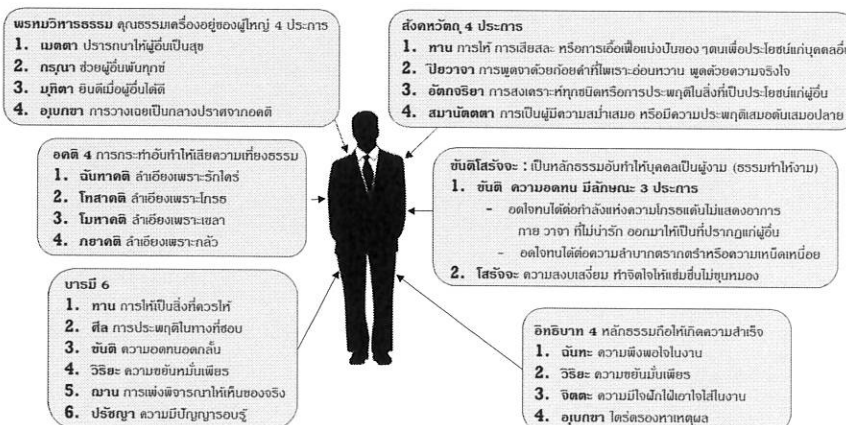 พรหมวิหารธรรม คุณธรรมเครื่องอยู่ของผู้ใหญ่ 4 ประการ
1. เมตตา ปรารถนาให้ผู้อื่นเป็นสุข
2. กรุณา ช่วยผู้อื่นพ้นทุกข์
3. มุทิตา ยินดีเมื่อผู้อื่นได้ดี
4. อุเบกขา การวางเฉยเป็นกลางปราศจากอคติ
สังคหวัตถุ 4 ประการ
1. ทาน การให้ การเสียสละ หรือการเอื้อเฟื้อแบ่งปันของ ๆตนเพื่อประโยชน์แก่บุคคลอื่น
2. ปิยวาจา การพูดจาด้วยถ้อยคำที่ไพเราะอ่อนหวาน พูดด้วยความจริงใจ
3. อัตถจริยา การสงเคราะห์ทุกชนิดหรือการประพฤติในสิ่งที่เป็นประโยชน์แก่ผู้อื่น
4. สมานัตตตา การเป็นผู้มีความสม่ำเสมอ หรือมีความประพฤติเสมอต้นเสมอปลาย
อคติ 4 การกระทำอันทำให้เสียความเที่ยงธรรม
1. ฉันทาคติ ลำเอียงเพราะรักใคร่
2. โทสาคติ ลำเอียงเพราะโกรธ
3. โมหาคติ ลำเอียงเพราะเขลา
4. ภยาคติ ลำเอียงเพราะกลัว
ขันติโสรัจจะ : เป็นหลักธรรมอันทำให้บุคคลเป็นผู้งาม (ธรรมทำให้งาม)
1. ขันติ ความอดทน มีลักษณะ 3 ประการ
- อดใจทนได้ต่อกำลังแห่งความโกรธแค้นไม่แสดงอาการ
กาย วาจา ที่ไม่น่ารัก ออกมาให้เป็นที่ปรากฏแก่ผู้อื่น
- อดใจทนได้ต่อความลำบากตรากตรำหรือความเหน็ดเหนื่อย
2. โสรัจจะ ความสงบเสงี่ยม ทำจิตใจให้แช่มชื่นไม่ขุ่นหมอง
บารมี 6
1. ทาน การให้เป็นสิ่งที่ควรให้
2. ศีล การประพฤติในทางที่ชอบ
3. ขันติ ความอดทนอดกลั้น
4. วิริยะ ความขยันหมั่นเพียร
5. ฌาน การเพ่งพิจารณาให้เห็นของจริง
6. ปรัชญา ความมีปัญญารอบรู้
อิทธิบาท 4 หลักธรรมถือให้เกิดความสำเร็จ
1. ฉันทะ ความพึงพอใจในงาน
2. วิริยะ ความขยันมั่นเพียร
3. จิตตะ ความมีใจฝักใฝ่เอาใจใส่ในงาน
4. อุเบกขา ไตร่ตรองหาเหตุผล